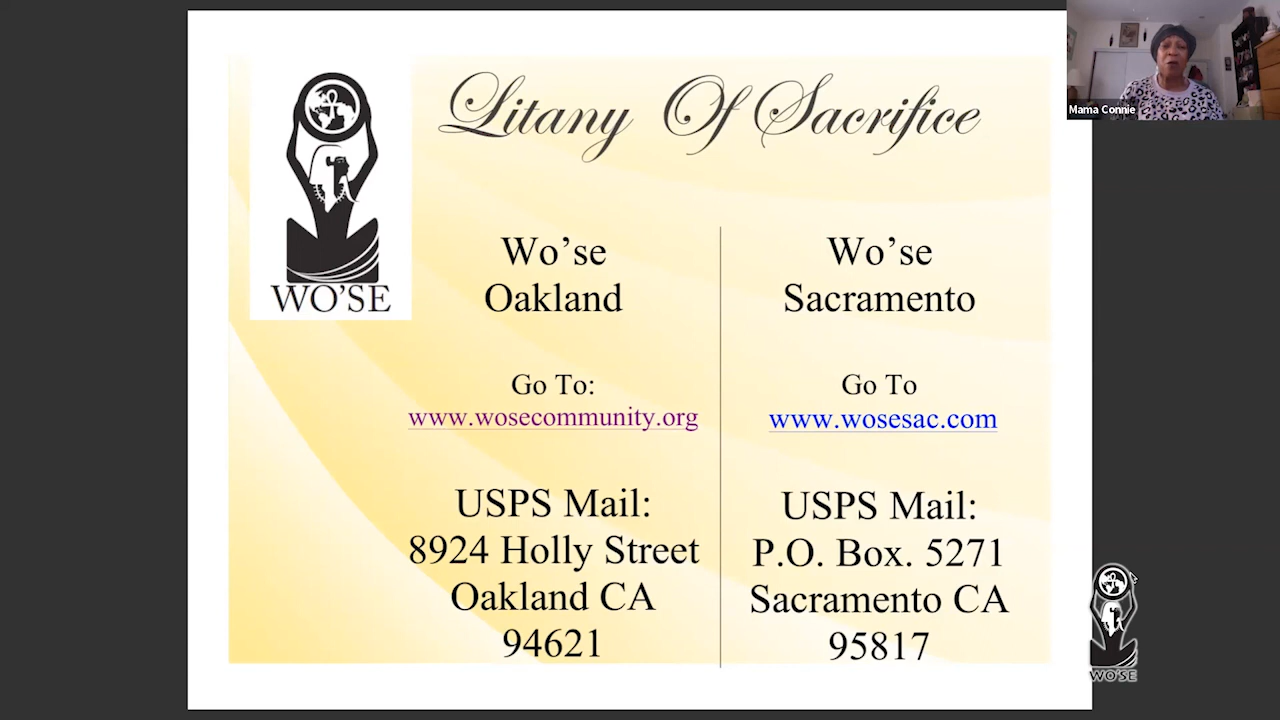 Litany Of Sacrifice
WO'SE
Wo’se
Oakland
Go To:
www.wosecommunity.org
USPS Mail:
8924 Holly Street
Oakland CA
94621
Wo’se
Sacramento
Go To
www.wosesac.com
USPS Mail:
P.O. Box. 5271
Sacramento CA
95817
Mama Connie
WO'SE